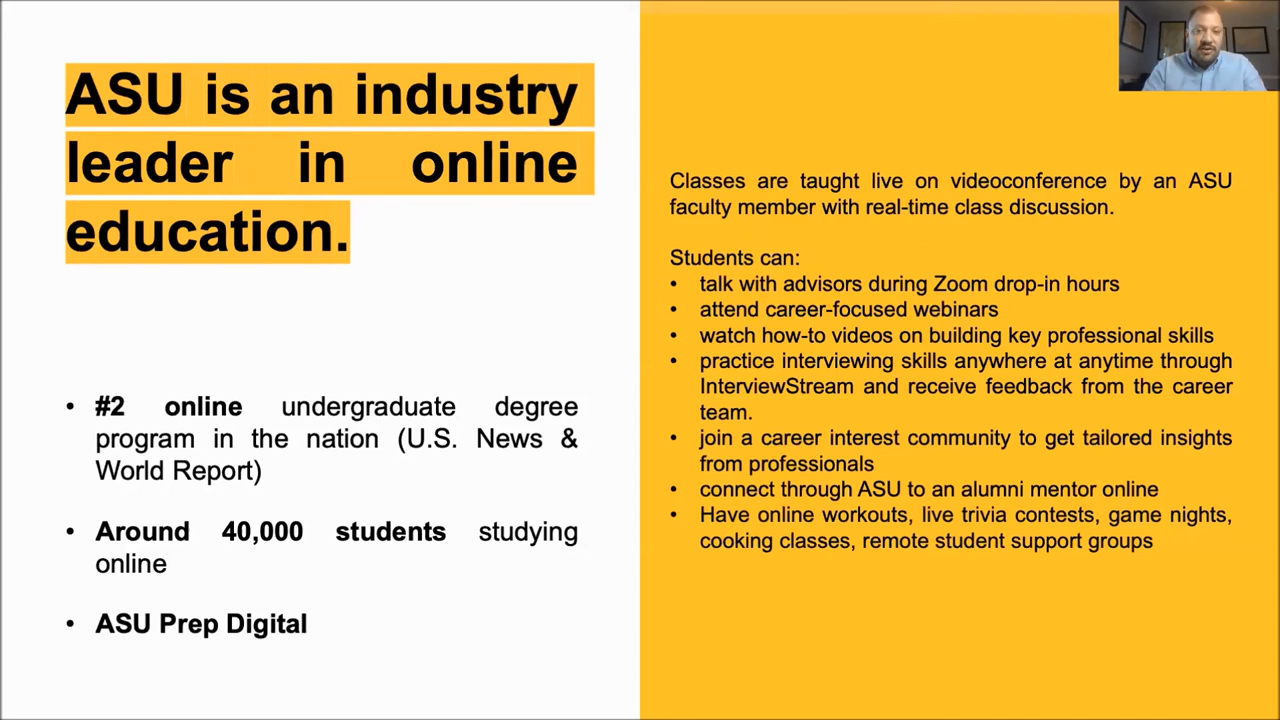 ASU is an industry
leader in online
education.
• #2 online undergraduate degree
program in the nation (U.S. News &
World Report)
• Around 40,000 students studying
online
• ASU Prep Digital
Classes are taught live on videoconference by an ASU
faculty member with real-time class discussion.
Students can:
• talk with advisors during Zoom drop-in hours
• attend career-focused webinars
• watch how-to videos on building key professional skills
• practice interviewing skills anywhere at anytime through
InterviewStream and receive feedback from the career
team.
• join a career interest community to get tailored insights
from professionals
• connect through ASU to an alumni mentor online
• Have online workouts, live trivia contests, game nights,
cooking classes, remote student support groups